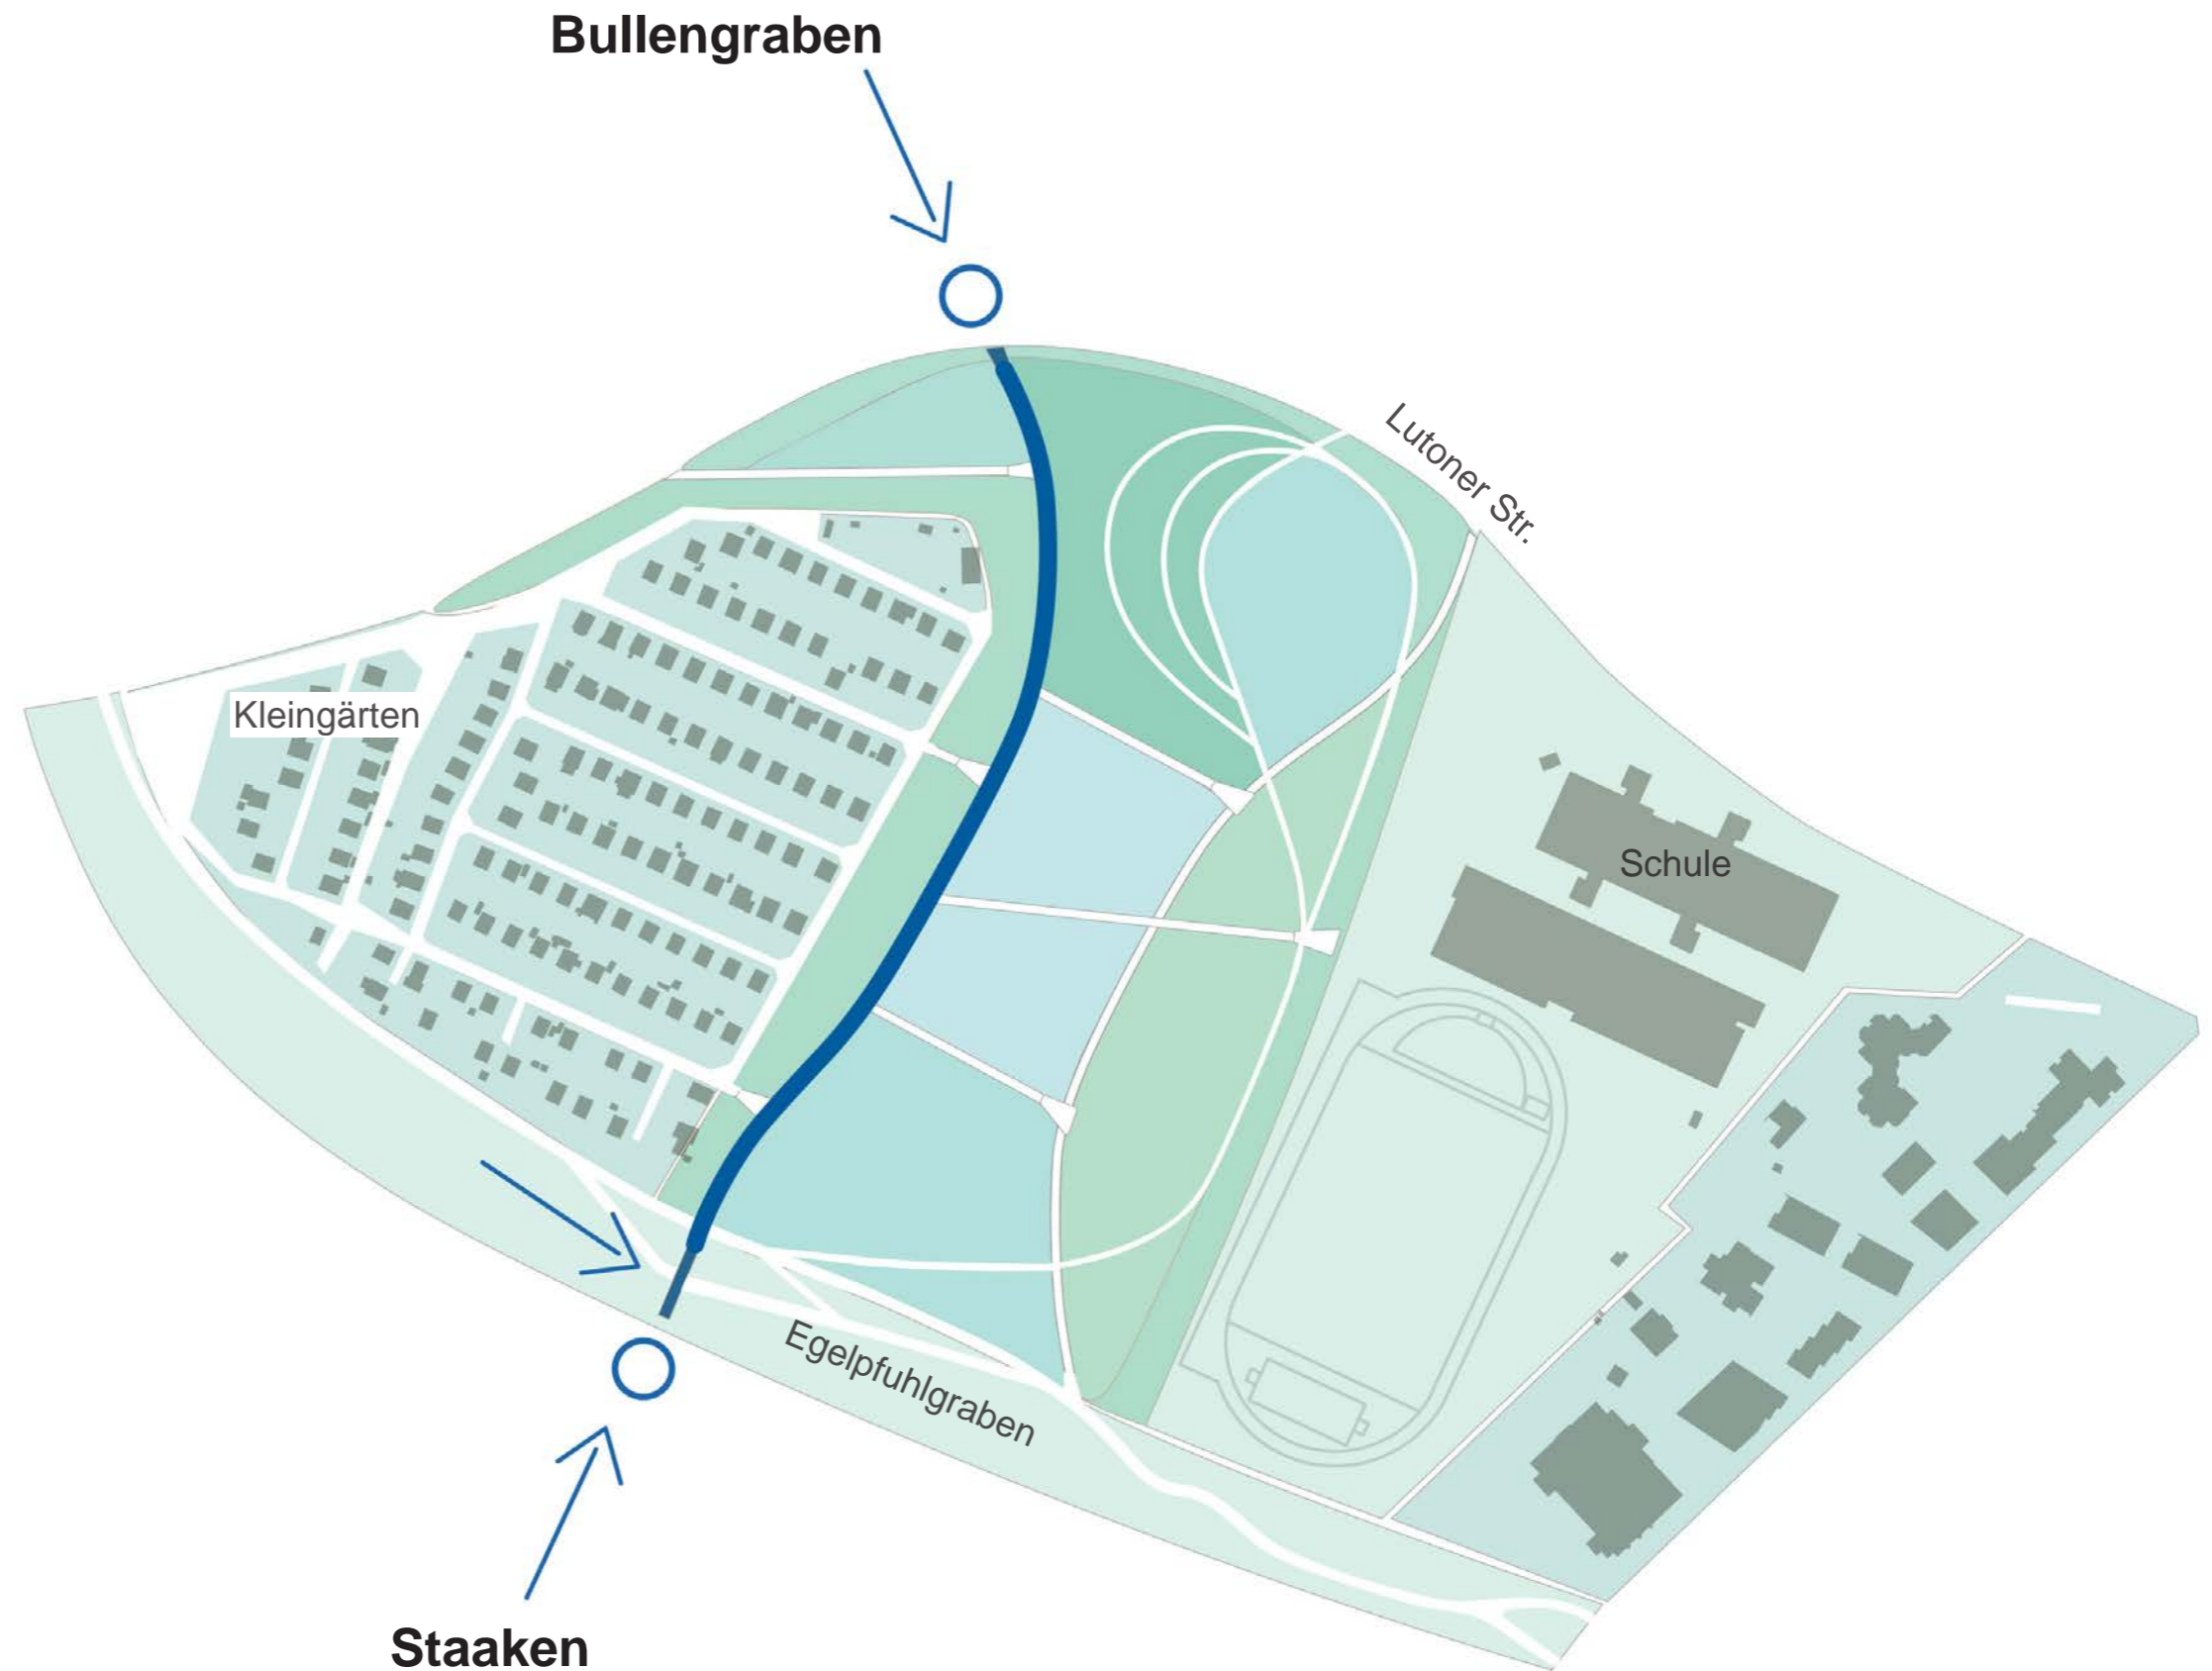 Bullengraben
Lutoner Str.
Kleingärten
Schule
Egelpfuhlgraben
Staaken